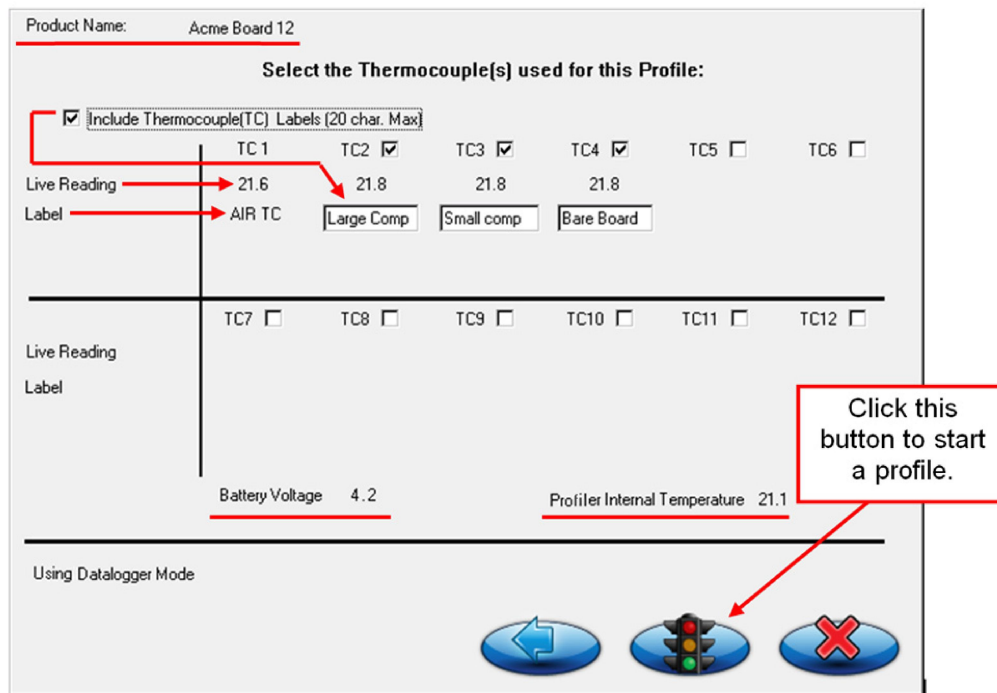 Product Name: Acme Board 12
Select the Thermocouple(s) used for this Profile:
Include Thermocouple(TC) Labels (20 char. Max)
TC 1 TC2 TC3 TC4 TC5 TC6
Live Reading 21.6 21.8 21.8 21.8
Label AIR TC Large Comp Small comp Bare Board
TC7 TC8 TC9 TC10 TC11 TC12
Live Reading
Label
Click this
button to start
a profile.
Battery Voltage 4.2 Profiler Internal Temperature 21.1
Using Datalogger Mode